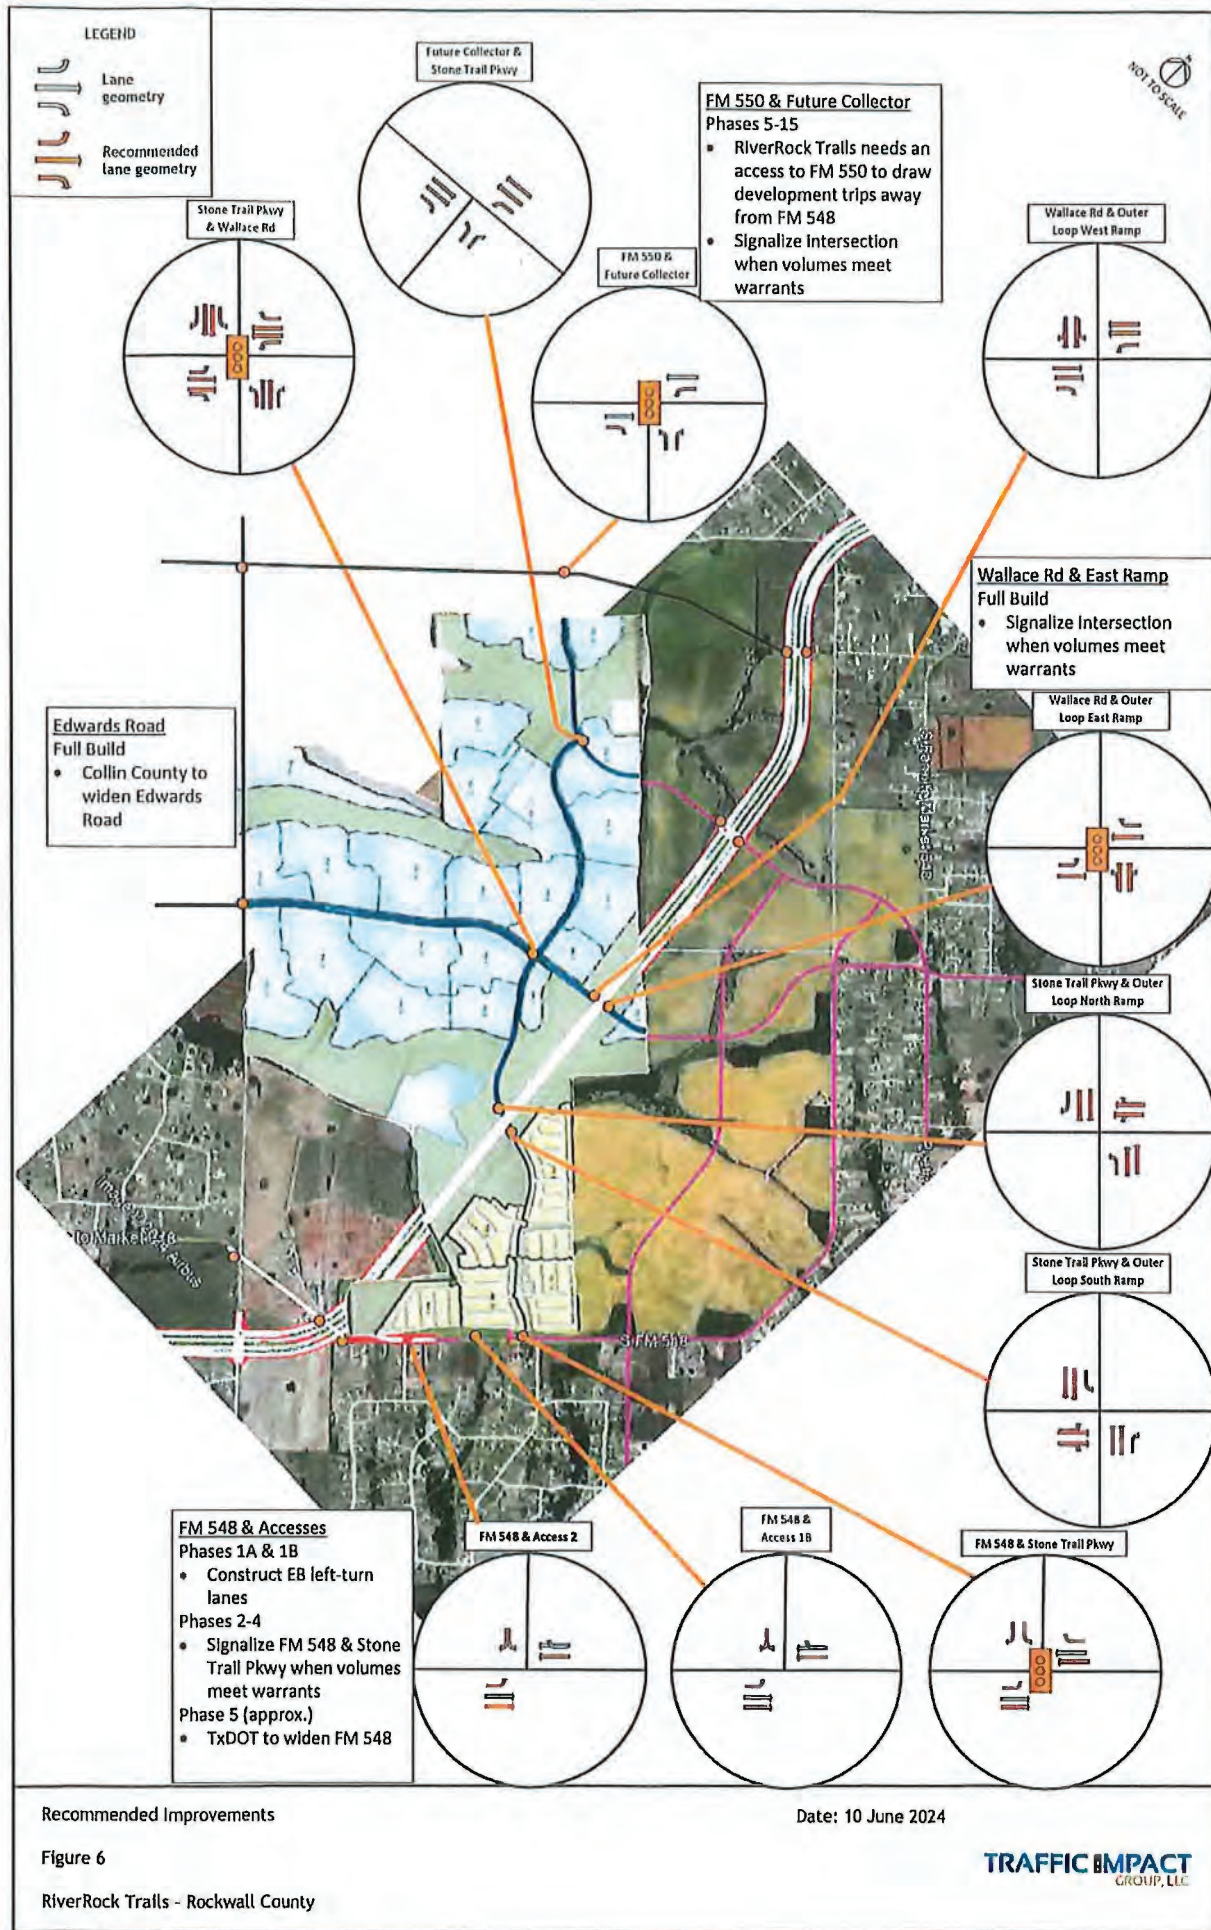 LEGEND
Lane
geometry
Recommended
lane geometry
Future Collector &
Stone Trail Pkwy
NOT TO SCALE
FM 550 & Future Collector
Phases 5-15
• RiverRock Trails needs an
access to FM 550 to draw
development trips away
from FM 548
• Signalize intersection
when volumes meet
warrants
Stone Trail Pkwy
& Wallace Rd
FM 550 &
Future Collector
Wallace Rd & Outer
Loop West Ramp
Wallace Rd & East Ramp
Full Build
• Signalize intersection
when volumes meet
warrants
Wallace Rd & Outer
Loop East Ramp
Edwards Road
Full Build
• Collin County to
widen Edwards
Road
Stone Trail Pkwy & Outer
Loop North Ramp
Stone Trail Pkwy & Outer
Loop South Ramp
S FM 548
FM 548 & Accesses
Phases 1A & 1B
• Construct EB left-turn
lanes
Phases 2-4
• Signalize FM 548 & Stone
Trail Pkwy when volumes
meet warrants
Phase 5 (approx.)
• TxDOT to widen FM 548
FM 548 & Access 2
FM 548 &
Access 1B
FM 548 & Stone Trail Pkwy
Recommended Improvements
Date: 10 June 2024
Figure 6
TRAFFIC IMPACT
GROUP, LLC
RiverRock Trails - Rockwall County